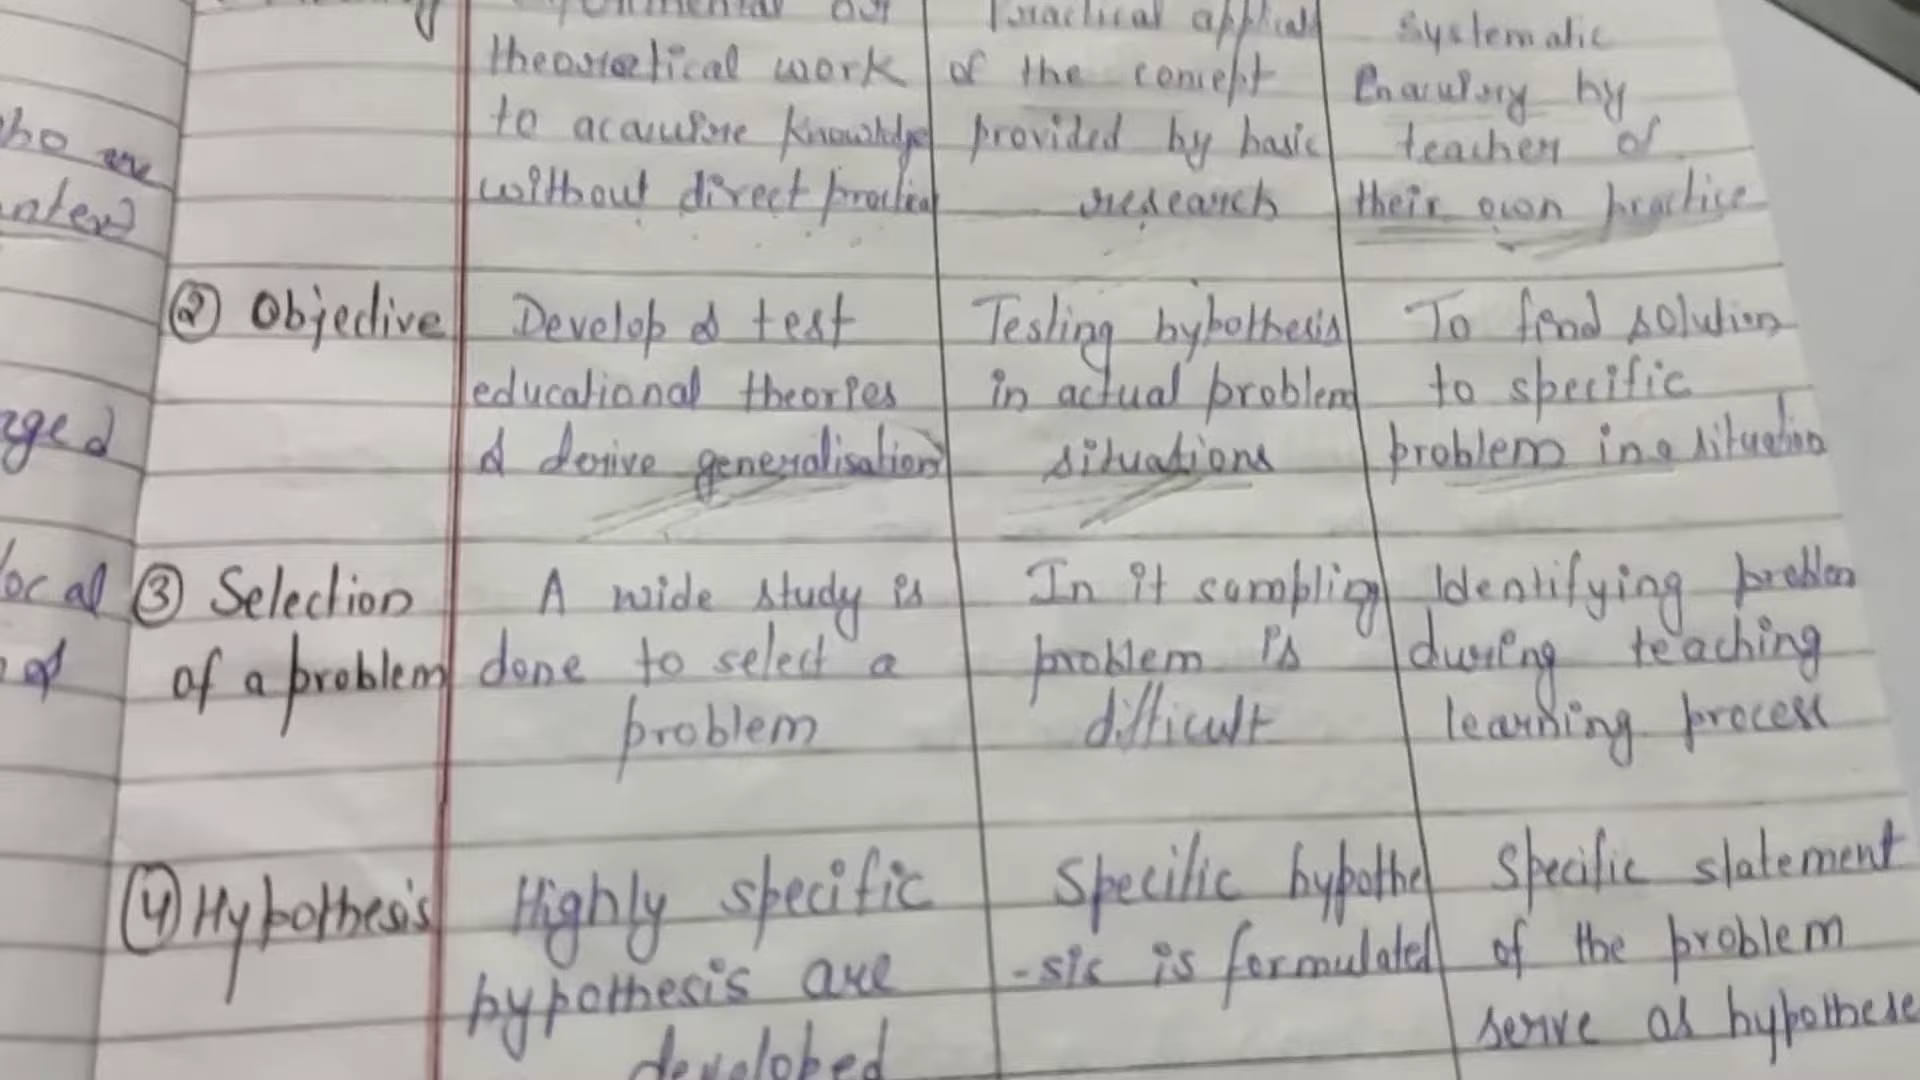 systematic
theoretical work of the concept Enquiry by
to acquire knowledge provided by basic teacher of
without direct practical research their own practice
② Objective Develop & test Testing hypothesis To find solution
educational theories in actual problem to specific
& derive generalisation situations problem in a situation
③ Selection A wide study is In it sampling Identifying problem
of a problem done to select a problem is during teaching
problem difficult learning process
④ Hypothesis Highly specific Specific hypothe Specific statement
hypothesis are -sis is formulated of the problem
developed serve as hypothese